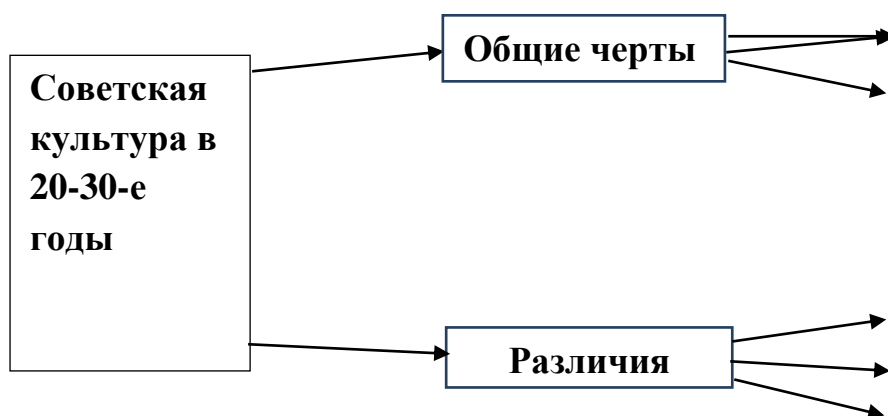 Советская
культура в
20-30-е
годы
Общие черты
Различия